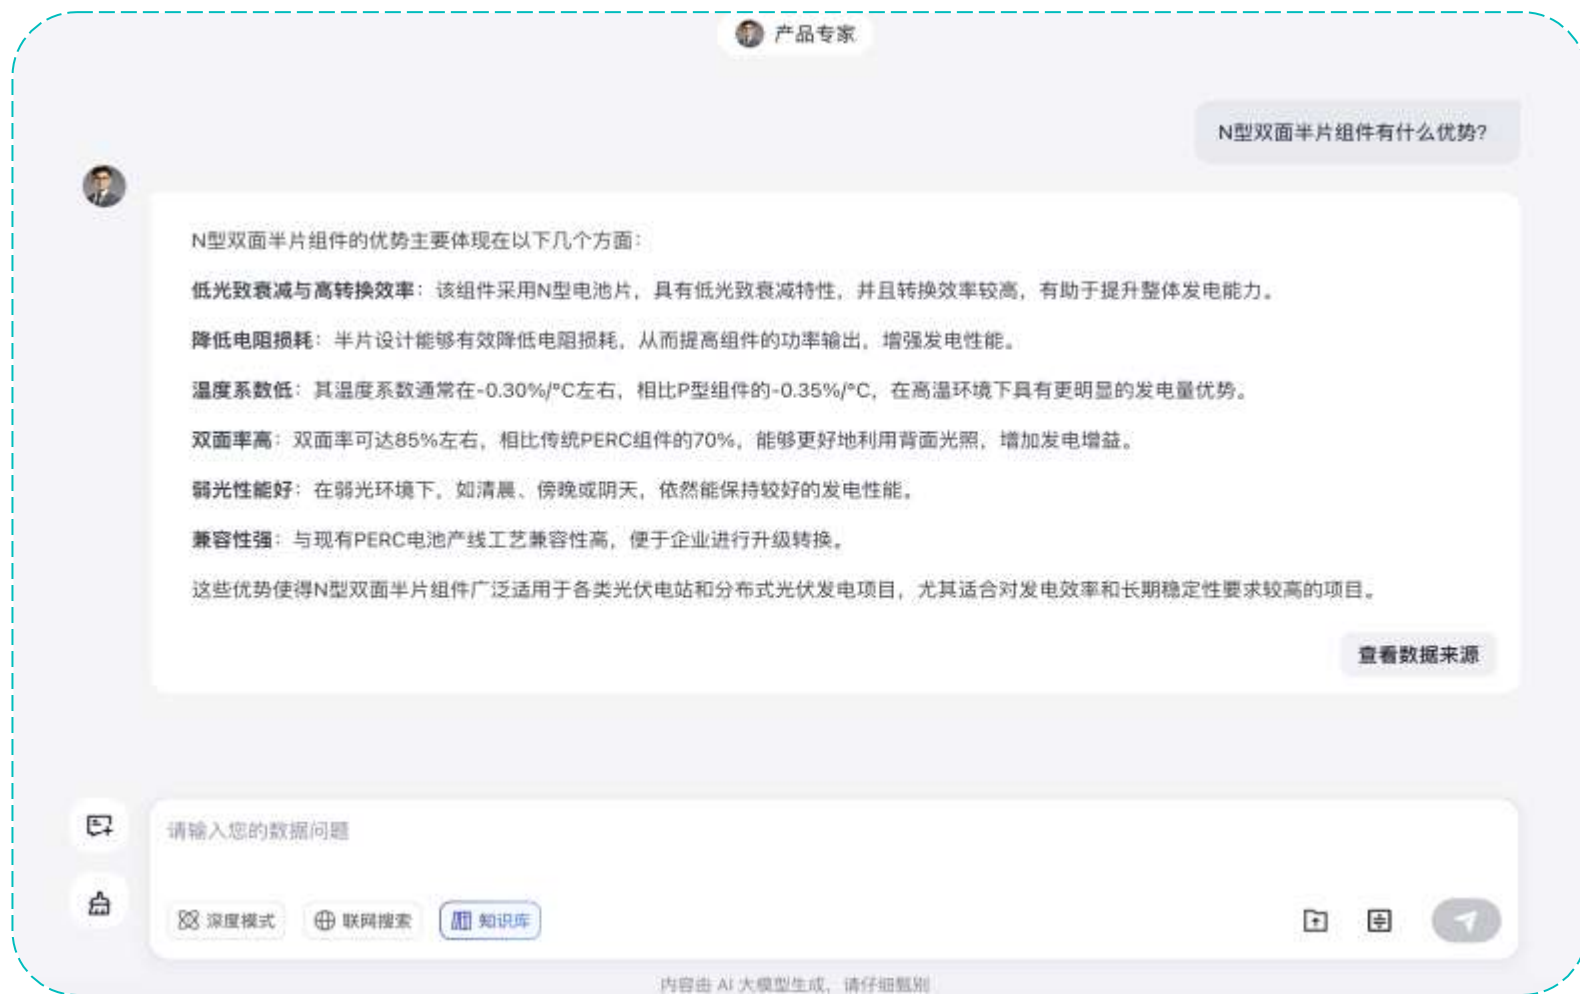 产品专家
N型双面半片组件有什么优势?
N型双面半片组件的优势主要体现在以下几个方面：
低光致衰减与高转换效率：该组件采用N型电池片，具有低光致衰减特性，并且转换效率较高，有助于提升整体发电能力。
降低电阻损耗：半片设计能够有效降低电阻损耗，从而提高组件的功率输出，增强发电性能。
温度系数低：其温度系数通常在-0.30%/°C左右，相比P型组件的-0.35%/°C，在高温环境下具有更明显的发电量优势。
双面率高：双面率可达85%左右，相比传统PERC组件的70%，能够更好地利用背面光照，增加发电增益。
弱光性能好：在弱光环境下，如清晨、傍晚或阴天，依然能保持较好的发电性能。
兼容性强：与现有PERC电池产线工艺兼容性高，便于企业进行升级转换。
这些优势使得N型双面半片组件广泛适用于各类光伏电站和分布式光伏发电项目，尤其适合对发电效率和长期稳定性要求较高的项目。
查看数据来源
请输入您的数据问题
深度模式 联网搜索 知识库
内容由 AI 大模型生成，请仔细甄别